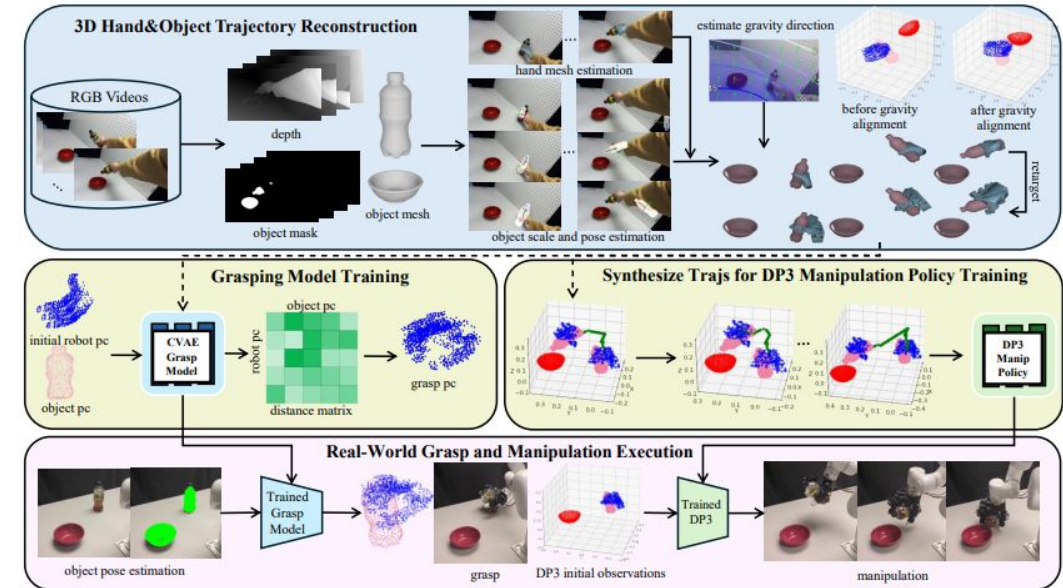 3D Hand&Object Trajectory Reconstruction
RGB Videos
...
depth
object mask
object mesh
...
hand mesh estimation
...
object scale and pose estimation
estimate gravity direction
before gravity
alignment
after gravity
alignment
retarget
Grasping Model Training
initial robot pc
object pc
CVAE
Grasp
Model
object pc
robot pc
distance matrix
grasp pc
Synthesize Trajs for DP3 Manipulation Policy Training
...
DP3
Manip
Policy
Real-World Grasp and Manipulation Execution
object pose estimation
Trained
Grasp
Model
grasp
DP3 initial observations
Trained
DP3
manipulation